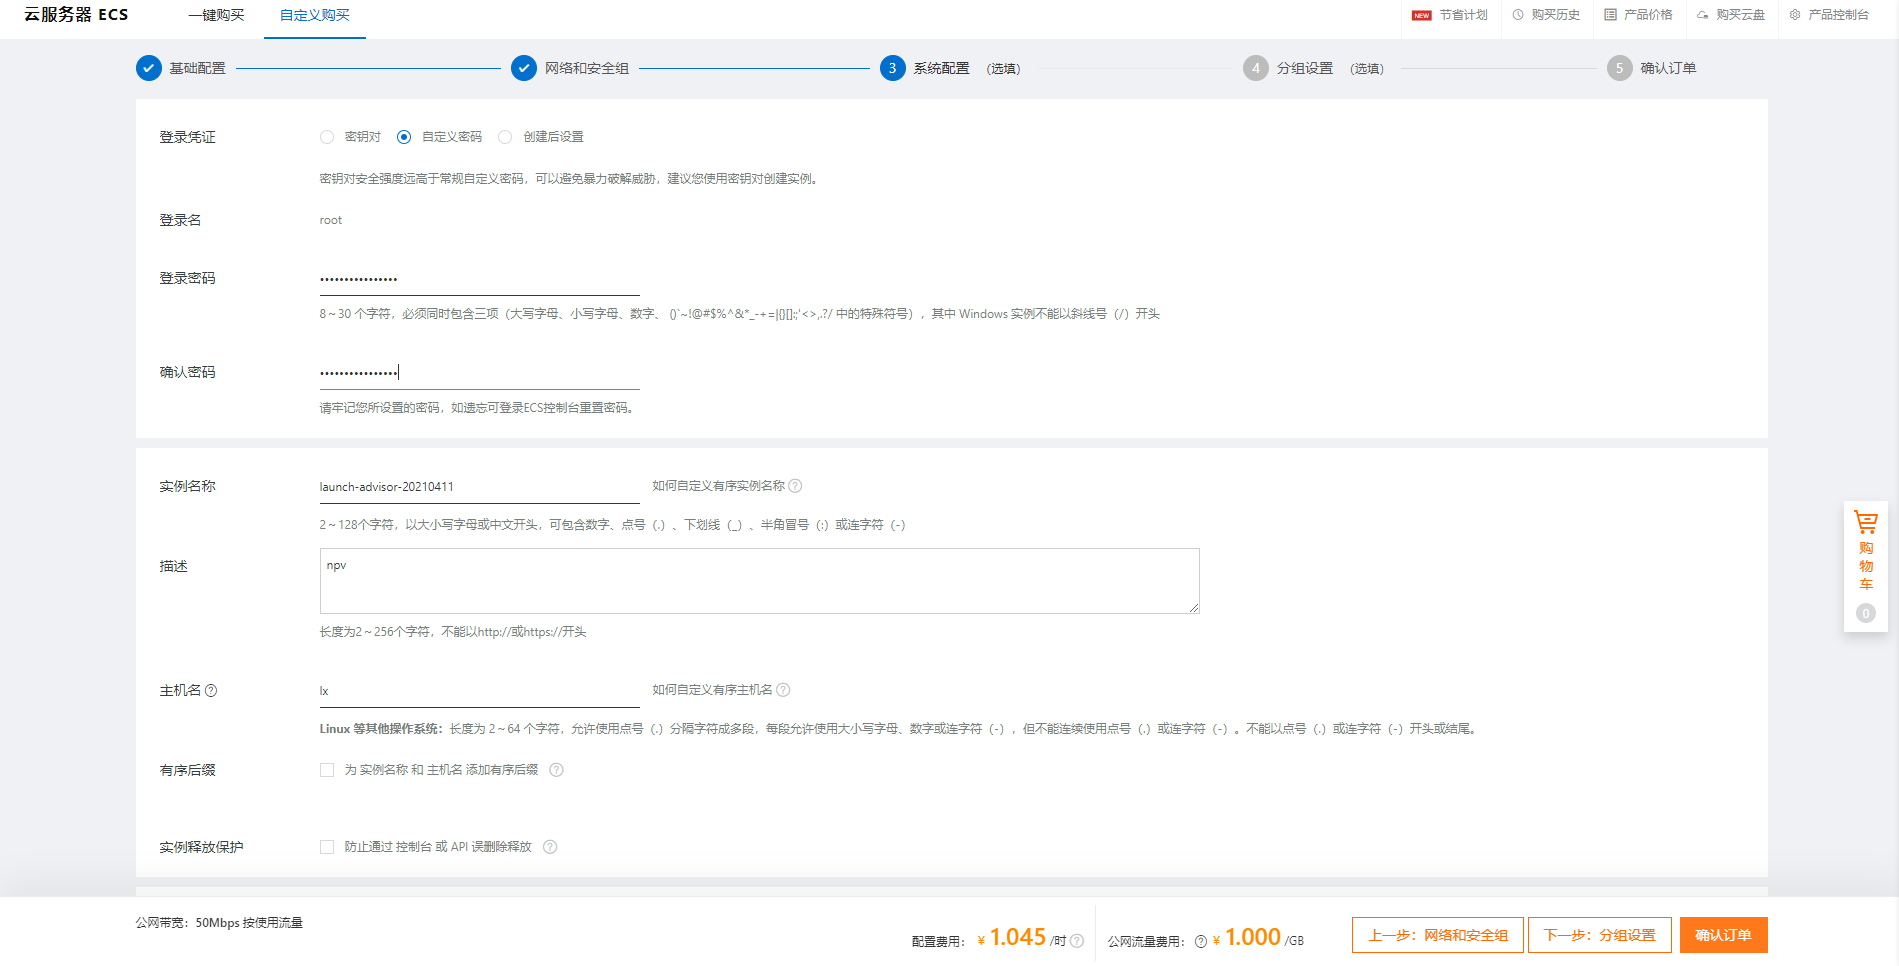 云服务器 ECS 一键购买 自定义购买 NEW 节省计划 购买历史 产品价格 购买云盘 产品控制台
基础配置 网络和安全组 3 系统配置 (选填) 4 分组设置 (选填) 5 确认订单
登录凭证 密钥对 自定义密码 创建后设置
密钥对安全强度远高于常规自定义密码，可以避免暴力破解威胁，建议您使用密钥对创建实例。
登录名 root
登录密码 ••••••••••••••••
8～30 个字符，必须同时包含三项（大写字母、小写字母、数字、 ()`~!@#$%^&*_-+=|{}[]:;'<>,.?/ 中的特殊符号），其中 Windows 实例不能以斜线号（/）开头
确认密码 ••••••••••••••••
请牢记您所设置的密码，如遗忘可登录ECS控制台重置密码。
实例名称 launch-advisor-20210411 如何自定义有序实例名称 ?
2～128个字符，以大小写字母或中文开头，可包含数字、点号（.）、下划线（_）、半角冒号（:）或连字符（-）
描述 npv
长度为2～256个字符，不能以http://或https://开头
主机名 ? lx 如何自定义有序主机名 ?
Linux 等其他操作系统：长度为 2～64 个字符，允许使用点号（.）分隔字符成多段，每段允许使用大小写字母、数字或连字符（-），但不能连续使用点号（.）或连字符（-）。不能以点号（.）或连字符（-）开头或结尾。
有序后缀 为 实例名称 和 主机名 添加有序后缀 ?
实例释放保护 防止通过 控制台 或 API 误删除释放 ?
购物车
0
公网带宽：50Mbps 按使用流量
配置费用： ¥ 1.045 /时 ? 公网流量费用： ? ¥ 1.000 /GB 上一步：网络和安全组 下一步：分组设置 确认订单